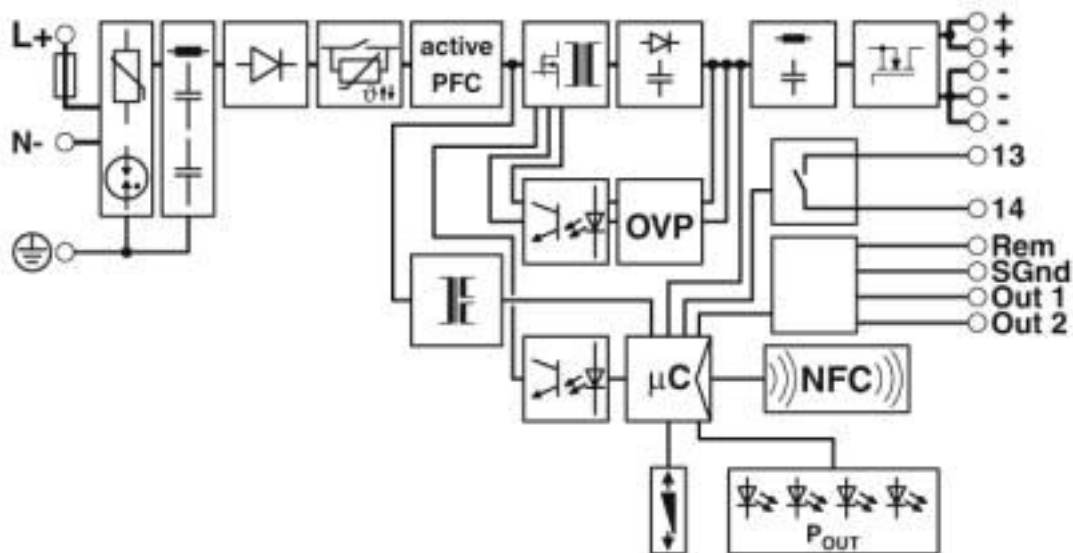 L+
N-
active
PFC
ϑ
+
+
-
-
-
13
14
OVP
Rem
SGnd
Out 1
Out 2
µC
NFC
POUT